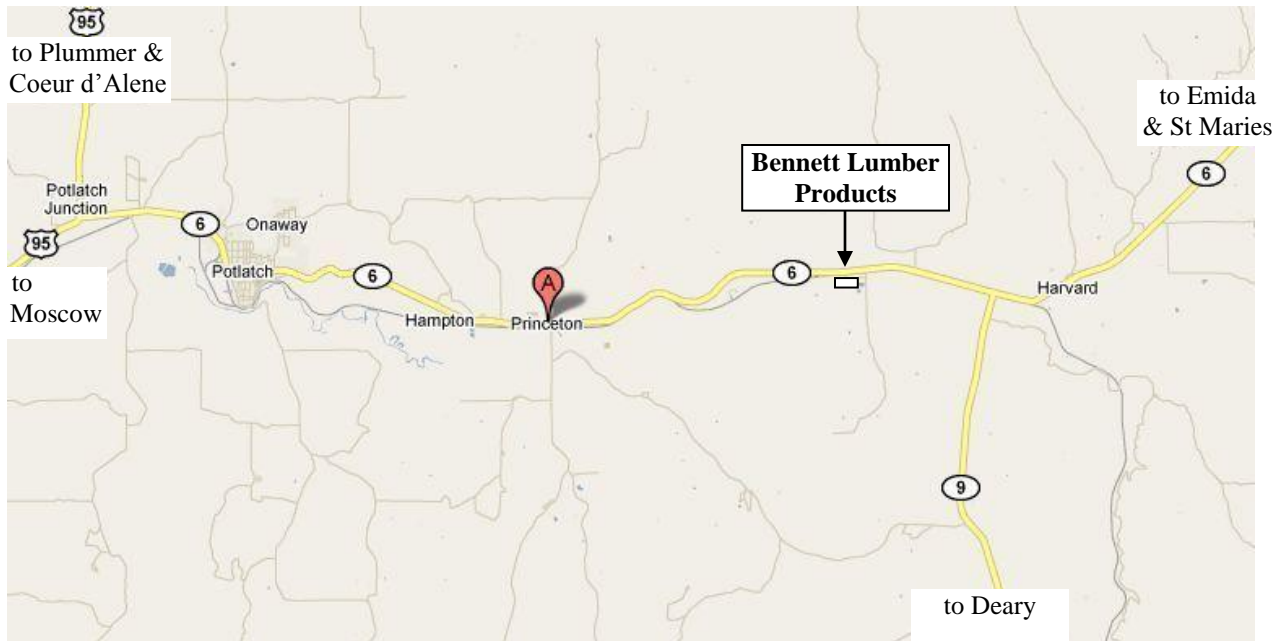 95
to Plummer &
Coeur d'Alene
to Emida
& St Maries
6
Bennett Lumber
Products
Potlatch
Junction
Onaway
6
95
to
Moscow
Potlatch
6
A
6
Harvard
Hampton
Princeton
9
to Deary